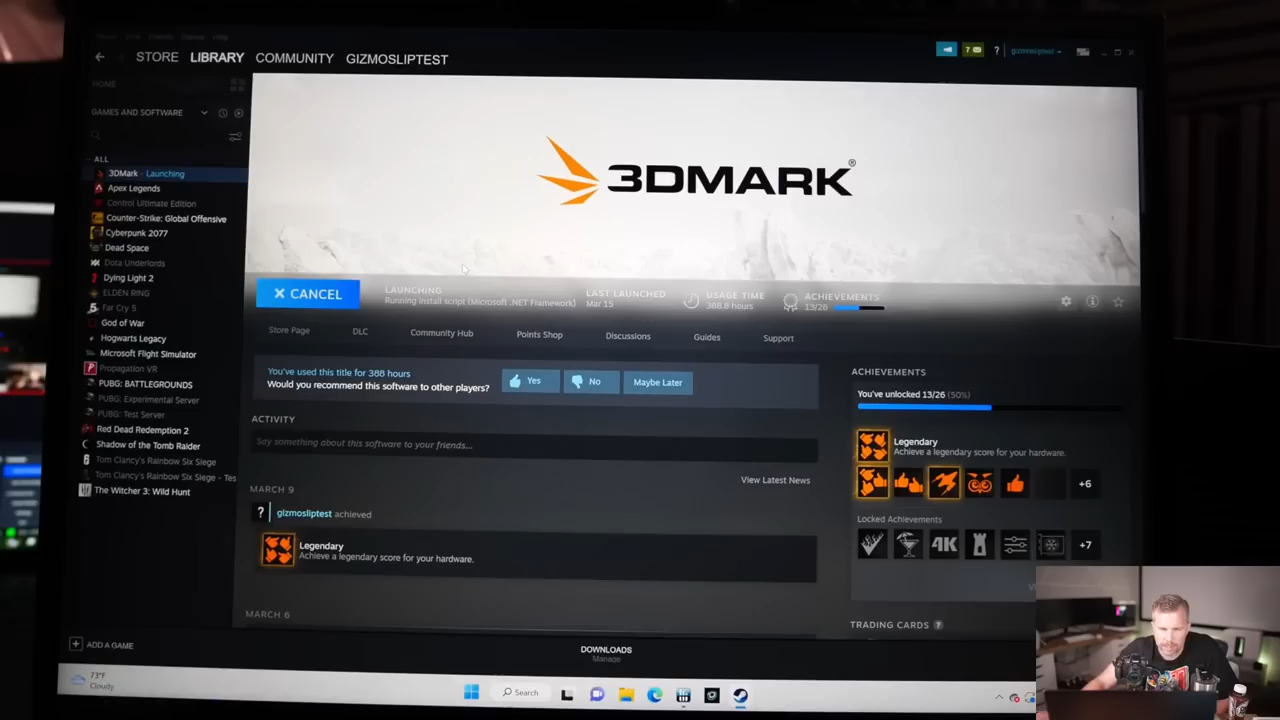 STORE LIBRARY COMMUNITY GIZMOSLIPTEST
7
?
gizmosliptest
HOME
GAMES AND SOFTWARE
ALL
3DMark - Launching
Apex Legends
Control Ultimate Edition
Counter-Strike: Global Offensive
Cyberpunk 2077
Dead Space
Dota Underlords
Dying Light 2
ELDEN RING
Far Cry 5
God of War
Hogwarts Legacy
Microsoft Flight Simulator
Propagation VR
PUBG: BATTLEGROUNDS
PUBG: Experimental Server
PUBG: Test Server
Red Dead Redemption 2
Shadow of the Tomb Raider
Tom Clancy's Rainbow Six Siege
Tom Clancy's Rainbow Six Siege - Tes
The Witcher 3: Wild Hunt
ADD A GAME
3DMARK®
CANCEL
LAUNCHING
Running install script (Microsoft .NET Framework)
LAST LAUNCHED
Mar 15
USAGE TIME
388.8 hours
ACHIEVEMENTS
13/26
Store Page DLC Community Hub Points Shop Discussions Guides Support
You've used this title for 388 hours
Would you recommend this software to other players?
Yes No Maybe Later
ACTIVITY
Say something about this software to your friends...
View Latest News
MARCH 9
? gizmosliptest achieved
Legendary
Achieve a legendary score for your hardware.
MARCH 6
ACHIEVEMENTS
You've unlocked 13/26 (50%)
Legendary
Achieve a legendary score for your hardware.
+6
Locked Achievements
4K
+7
TRADING CARDS ?
DOWNLOADS
Manage
73°F
Cloudy
Search